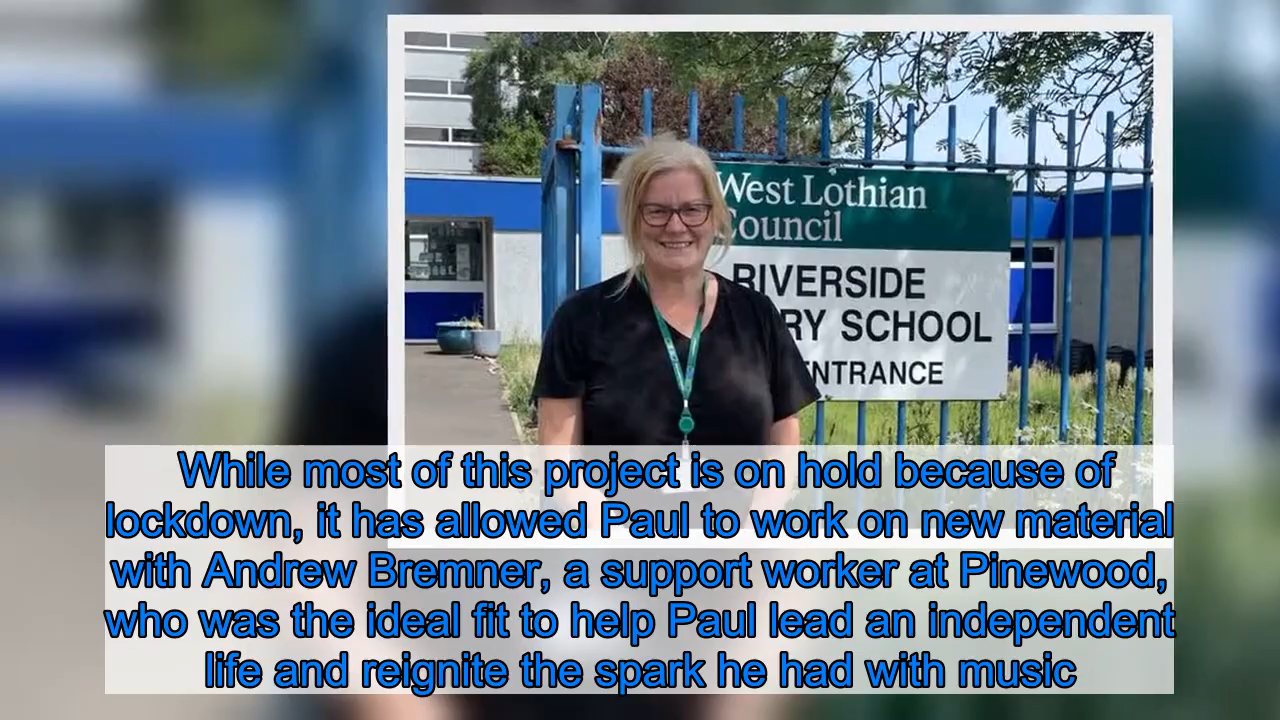 West Lothian
Council
RIVERSIDE
RY SCHOOL
ENTRANCE
While most of this project is on hold because of
lockdown, it has allowed Paul to work on new material
with Andrew Bremner, a support worker at Pinewood,
who was the ideal fit to help Paul lead an independent
life and reignite the spark he had with music